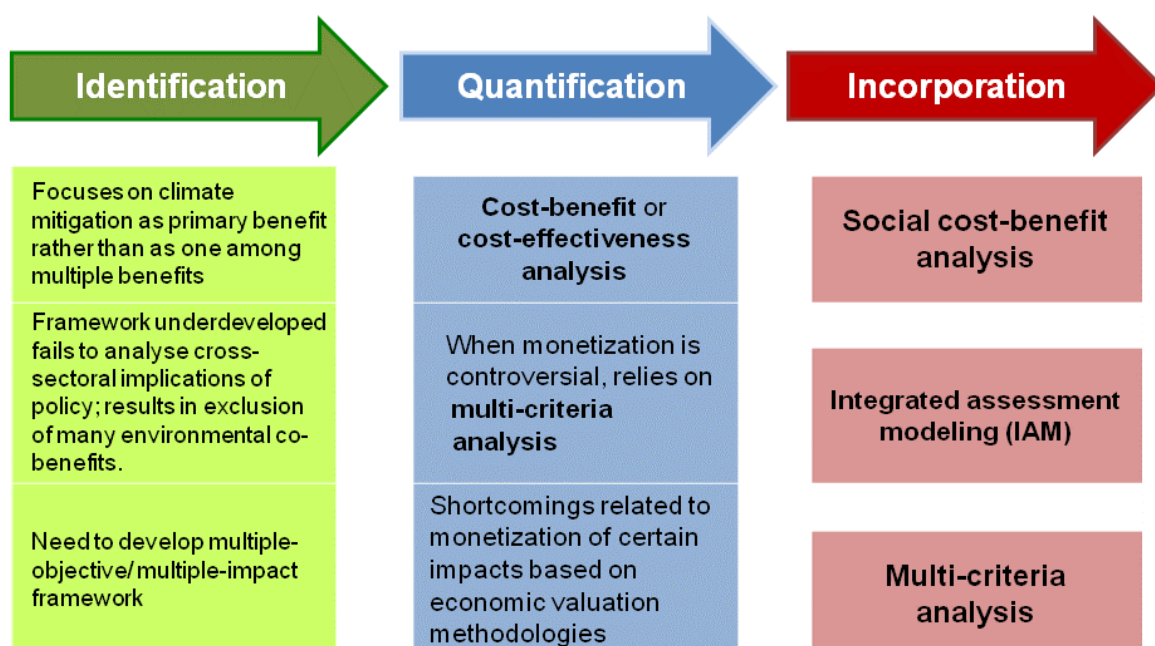 Identification
Quantification
Incorporation
Focuses on climate
mitigation as primary benefit
rather than as one among
multiple benefits
Framework underdeveloped
fails to analyse cross-
sectoral implications of
policy; results in exclusion
of many environmental co-
benefits.
Need to develop multiple-
objective/ multiple-impact
framework
Cost-benefit or
cost-effectiveness
analysis
When monetization is
controversial, relies on
multi-criteria
analysis
Shortcomings related to
monetization of certain
impacts based on
economic valuation
methodologies
Social cost-benefit
analysis
Integrated assessment
modeling (IAM)
Multi-criteria
analysis